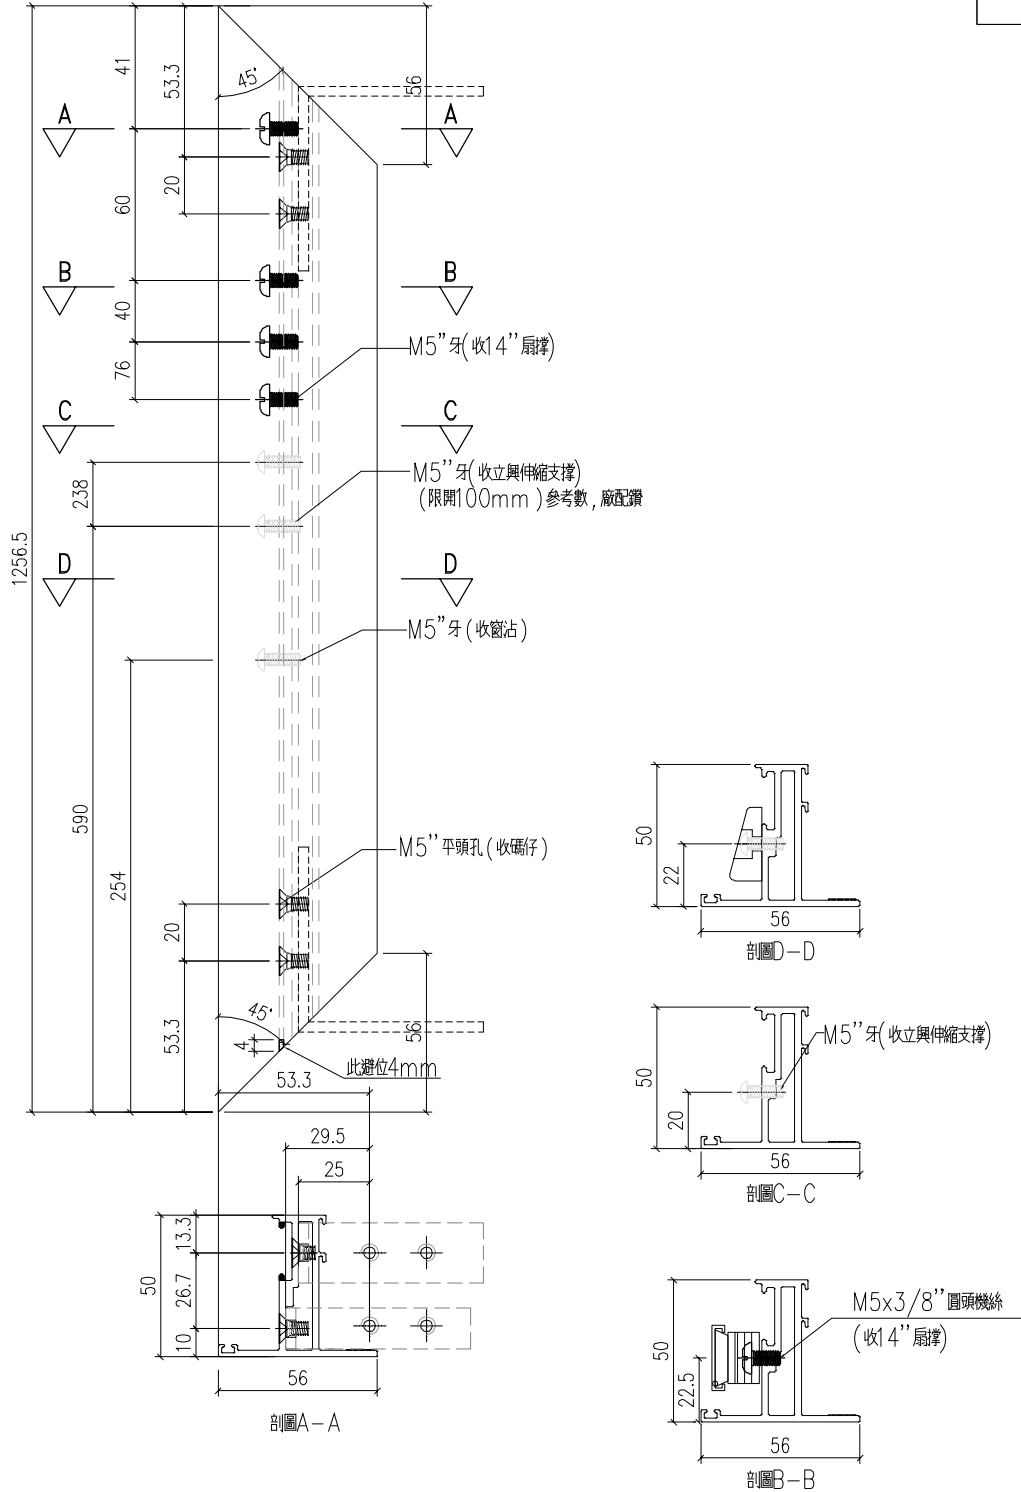 41
53.3
56
45°
A
A
60
20
B
B
40
76
M5”牙(收14”扇撐)
C
C
238
M5”牙(收立興伸縮支撐)
(限開100mm)參考數,廠配鑽
1256.5
D
D
M5”牙(收窗沾)
590
254
M5”平頭孔(收碼仔)
20
53.3
45°
56
4
此避位4mm
53.3
29.5
25
13.3
50
26.7
10
56
剖圖A-A
50
22
56
剖圖D-D
M5”牙(收立興伸縮支撐)
50
20
56
剖圖C-C
M5x3/8”圓頭機絲
(收14”扇撐)
50
22.5
56
剖圖B-B